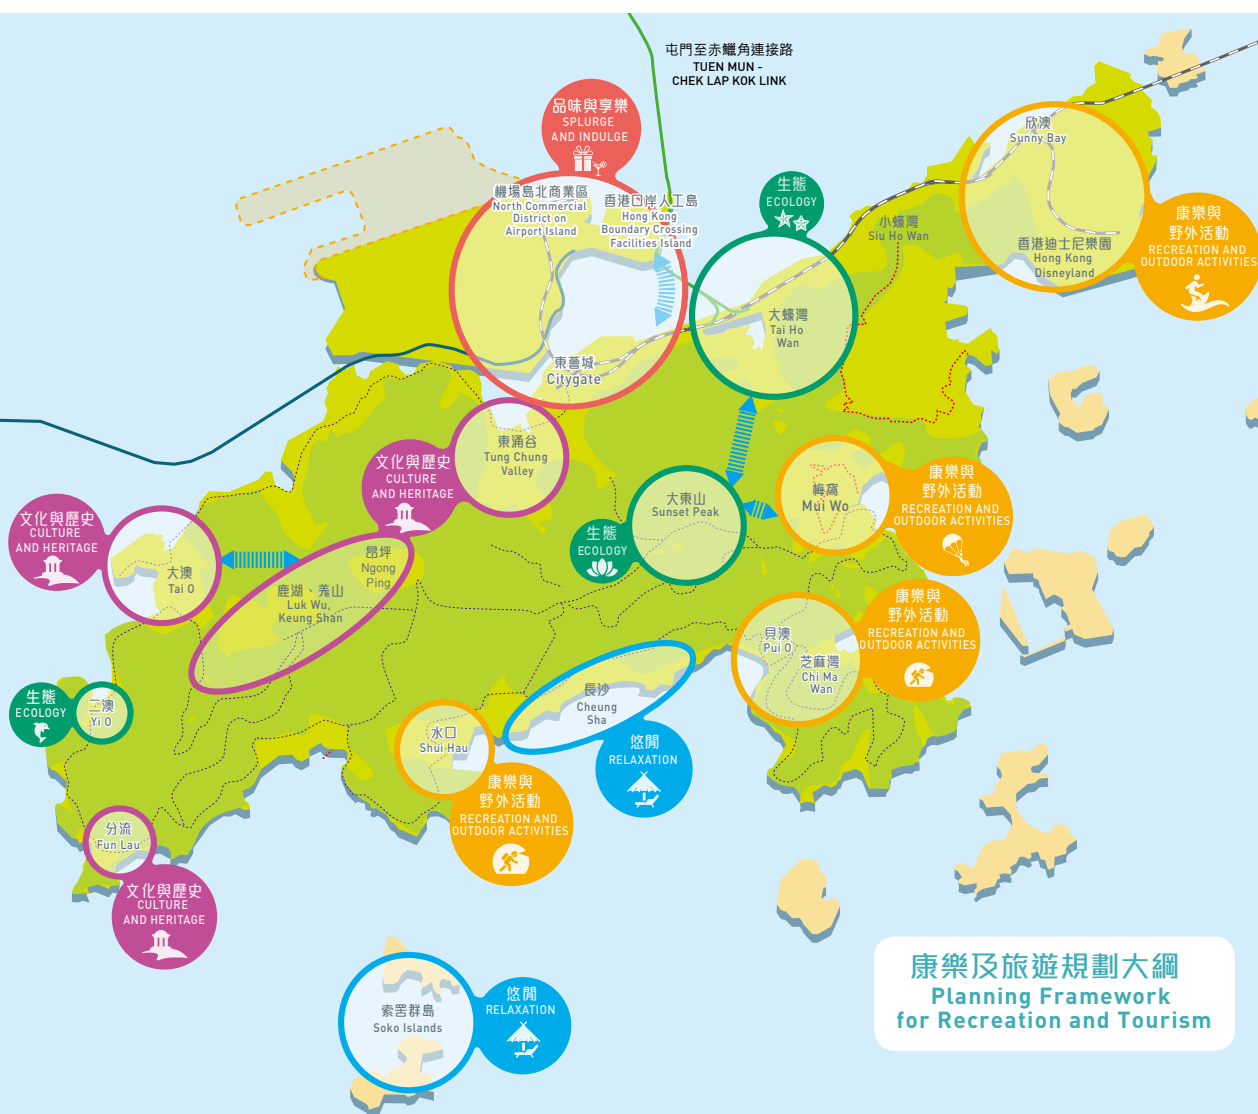 屯門至赤鱲角連接路
TUEN MUN -
CHEK LAP KOK LINK
品味與享樂
SPLURGE
AND INDULGE
機場島北商業區
North Commercial
District on
Airport Island
香港口岸人工島
Hong Kong
Boundary Crossing
Facilities Island
生態
ECOLOGY
小蠔灣
Siu Ho Wan
欣澳
Sunny Bay
香港迪士尼樂園
Hong Kong
Disneyland
康樂與
野外活動
RECREATION AND
OUTDOOR ACTIVITIES
大蠔灣
Tai Ho
Wan
東薈城
Citygate
東涌谷
Tung Chung
Valley
文化與歷史
CULTURE
AND HERITAGE
大東山
Sunset Peak
生態
ECOLOGY
梅窩
Mui Wo
康樂與
野外活動
RECREATION AND
OUTDOOR ACTIVITIES
文化與歷史
CULTURE
AND HERITAGE
大澳
Tai O
昂坪
Ngong
Ping
鹿湖、羗山
Luk Wu,
Keung Shan
貝澳
Pui O
芝麻灣
Chi Ma
Wan
康樂與
野外活動
RECREATION AND
OUTDOOR ACTIVITIES
生態
ECOLOGY
二澳
Yi O
長沙
Cheung
Sha
悠閒
RELAXATION
水口
Shui Hau
康樂與
野外活動
RECREATION AND
OUTDOOR ACTIVITIES
分流
Fun Lau
文化與歷史
CULTURE
AND HERITAGE
索罟群島
Soko Islands
悠閒
RELAXATION
康樂及旅遊規劃大綱
Planning Framework
for Recreation and Tourism